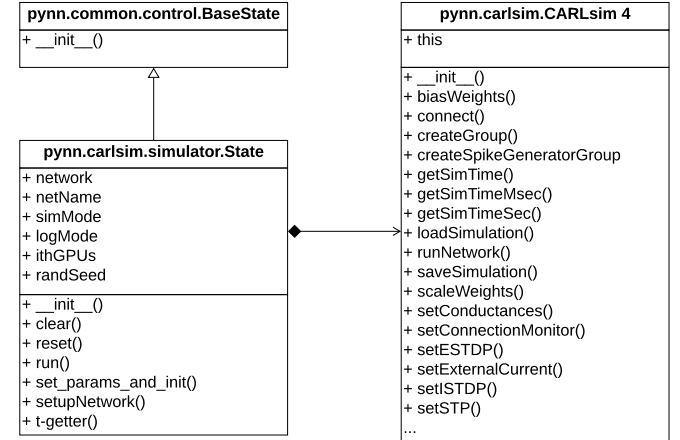 pynn.common.control.BaseState
+ __init__()
pynn.carlsim.simulator.State
+ network
+ netName
+ simMode
+ logMode
+ ithGPUs
+ randSeed
+ __init__()
+ clear()
+ reset()
+ run()
+ set_params_and_init()
+ setupNetwork()
+ t-getter()
pynn.carlsim.CARLsim 4
+ this
+ __init__()
+ biasWeights()
+ connect()
+ createGroup()
+ createSpikeGeneratorGroup
+ getSimTime()
+ getSimTimeMsec()
+ getSimTimeSec()
+ loadSimulation()
+ runNetwork()
+ saveSimulation()
+ scaleWeights()
+ setConductances()
+ setConnectionMonitor()
+ setESTDP()
+ setExternalCurrent()
+ setISTDP()
+ setSTP()
...